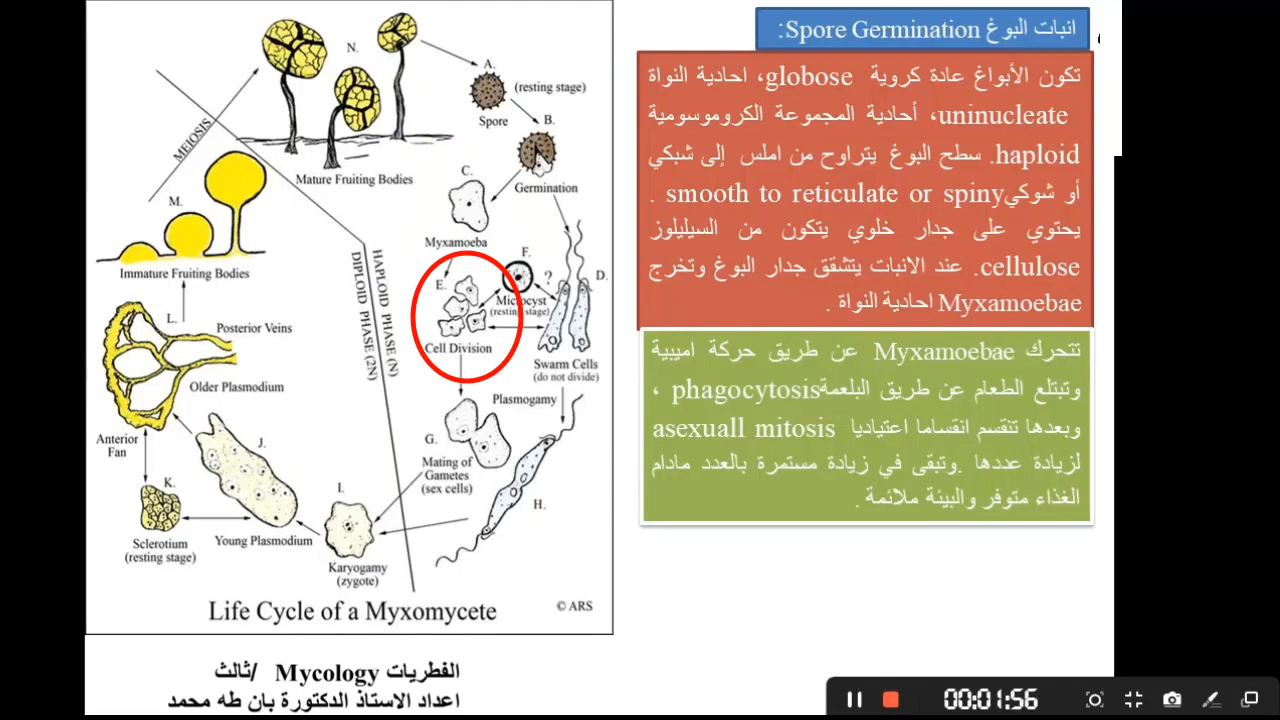 انبات البوغ Spore Germination:
تكون الأبواغ عادة كروية globose، احادية النواة
uninucleate، أحادية المجموعة الكروموسومية
haploid. سطح البوغ يتراوح من املس إلى شبكي
أو شوكيsmooth to reticulate or spiny .
يحتوي على جدار خلوي يتكون من السيليلوز
cellulose. عند الانبات يتشقق جدار البوغ وتخرج
Myxamoebae احادية النواة .
تتحرك Myxamoebae عن طريق حركة اميبية
وتبتلع الطعام عن طريق البلعمةphagocytosis ،
وبعدها تنقسم انقساما اعتياديا asexuall mitosis
لزيادة عددها .وتبقى في زيادة مستمرة بالعدد مادام
الغذاء متوفر والبيئة ملائمة .
N.
A.
(resting stage)
Spore
B.
MEIOSIS
Mature Fruiting Bodies
Germination
C.
M.
Myxamoeba
F.
?
D.
Immature Fruiting Bodies
DIPLOID PHASE (2N)
HAPLOID PHASE (N)
E.
Microcyst
(resting stage)
L.
Posterior Veins
Cell Division
Swarm Cells
(do not divide)
Older Plasmodium
Plasmogamy
Anterior
Fan
J.
G.
Mating of
Gametes
(sex cells)
K.
I.
H.
Sclerotium
(resting stage)
Young Plasmodium
Karyogamy
(zygote)
Life Cycle of a Myxomycete
© ARS
الفطريات Mycology /ثالث
اعداد الاستاذ الدكتورة بان طه محمد
00:01:56